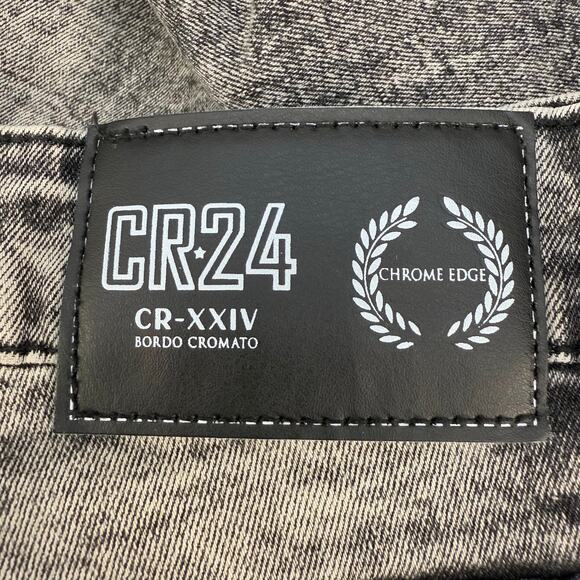 CR★24
CR-XXIV
BORDO CROMATO
CHROME EDGE